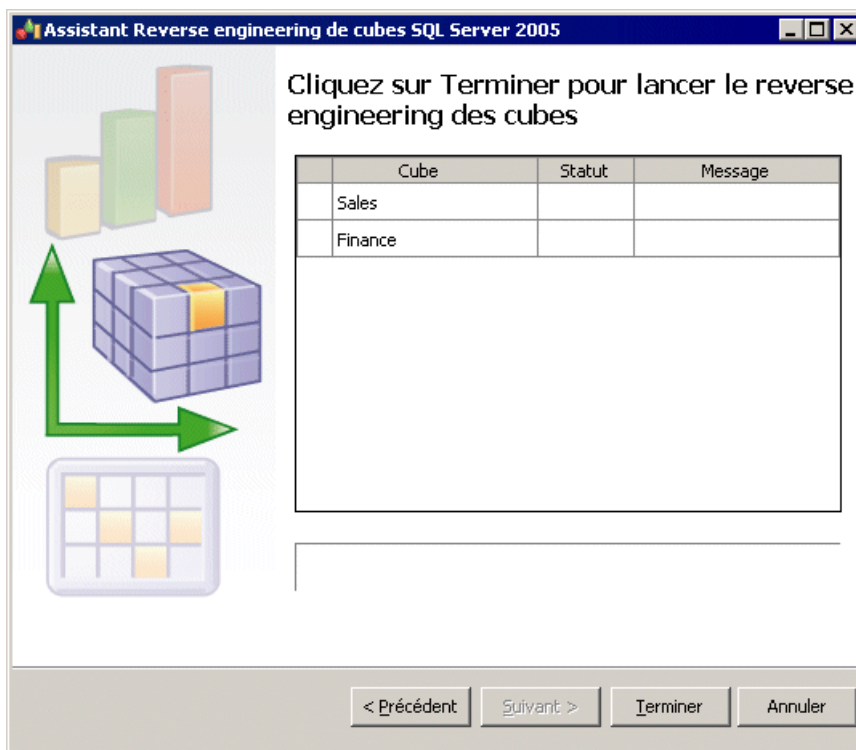 Assistant Reverse engineering de cubes SQL Server 2005
Cliquez sur Terminer pour lancer le reverse
engineering des cubes
Cube Statut Message
Sales
Finance
< Précédent Suivant > Terminer Annuler